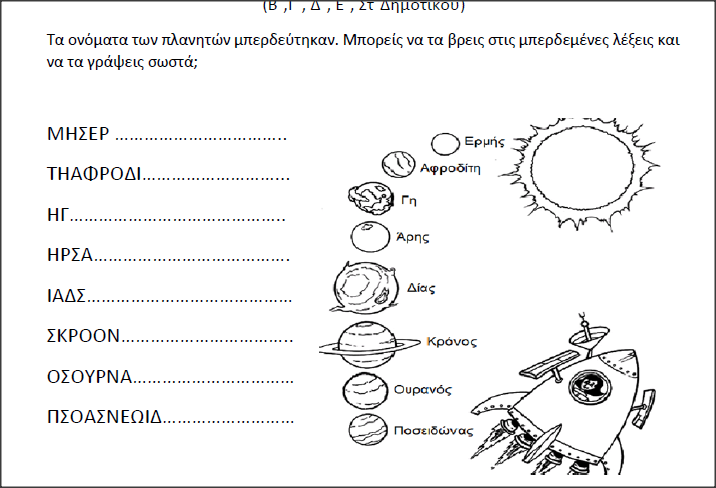 (Β΄,Γ΄, Δ΄, Ε΄, Στ΄Δημοτικού)
Τα ονόματα των πλανητών μπερδεύτηκαν. Μπορείς να τα βρεις στις μπερδεμένες λέξεις και
να τα γράψεις σωστά;
ΜΗΣΕΡ ……………………………..
ΤΗΑΦΡΟΔΙ…………………………
ΗΓ……………………………………..
ΗΡΣΑ………………………………….
ΙΑΔΣ……………………………………
ΣΚΡΟΟΝ………………………………
ΟΣΟΥΡΝΑ……………………………
ΠΣΟΑΣΝΕΩΙΔ………………………
Ερμής
Αφροδίτη
Γη
Άρης
Δίας
Κρόνος
Ουρανός
Ποσειδώνας